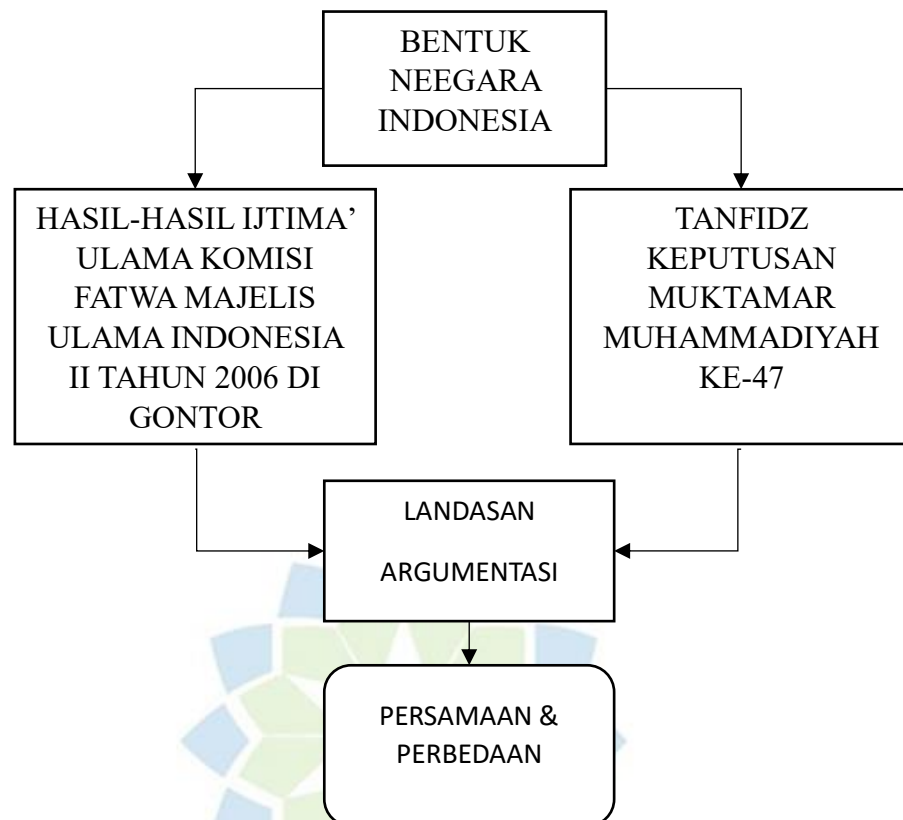 BENTUK
NEEGARA
INDONESIA
HASIL-HASIL IJTIMA’
ULAMA KOMISI
FATWA MAJELIS
ULAMA INDONESIA
II TAHUN 2006 DI
GONTOR
TANFIDZ
KEPUTUSAN
MUKTAMAR
MUHAMMADIYAH
KE-47
LANDASAN
ARGUMENTASI
PERSAMAAN &
PERBEDAAN